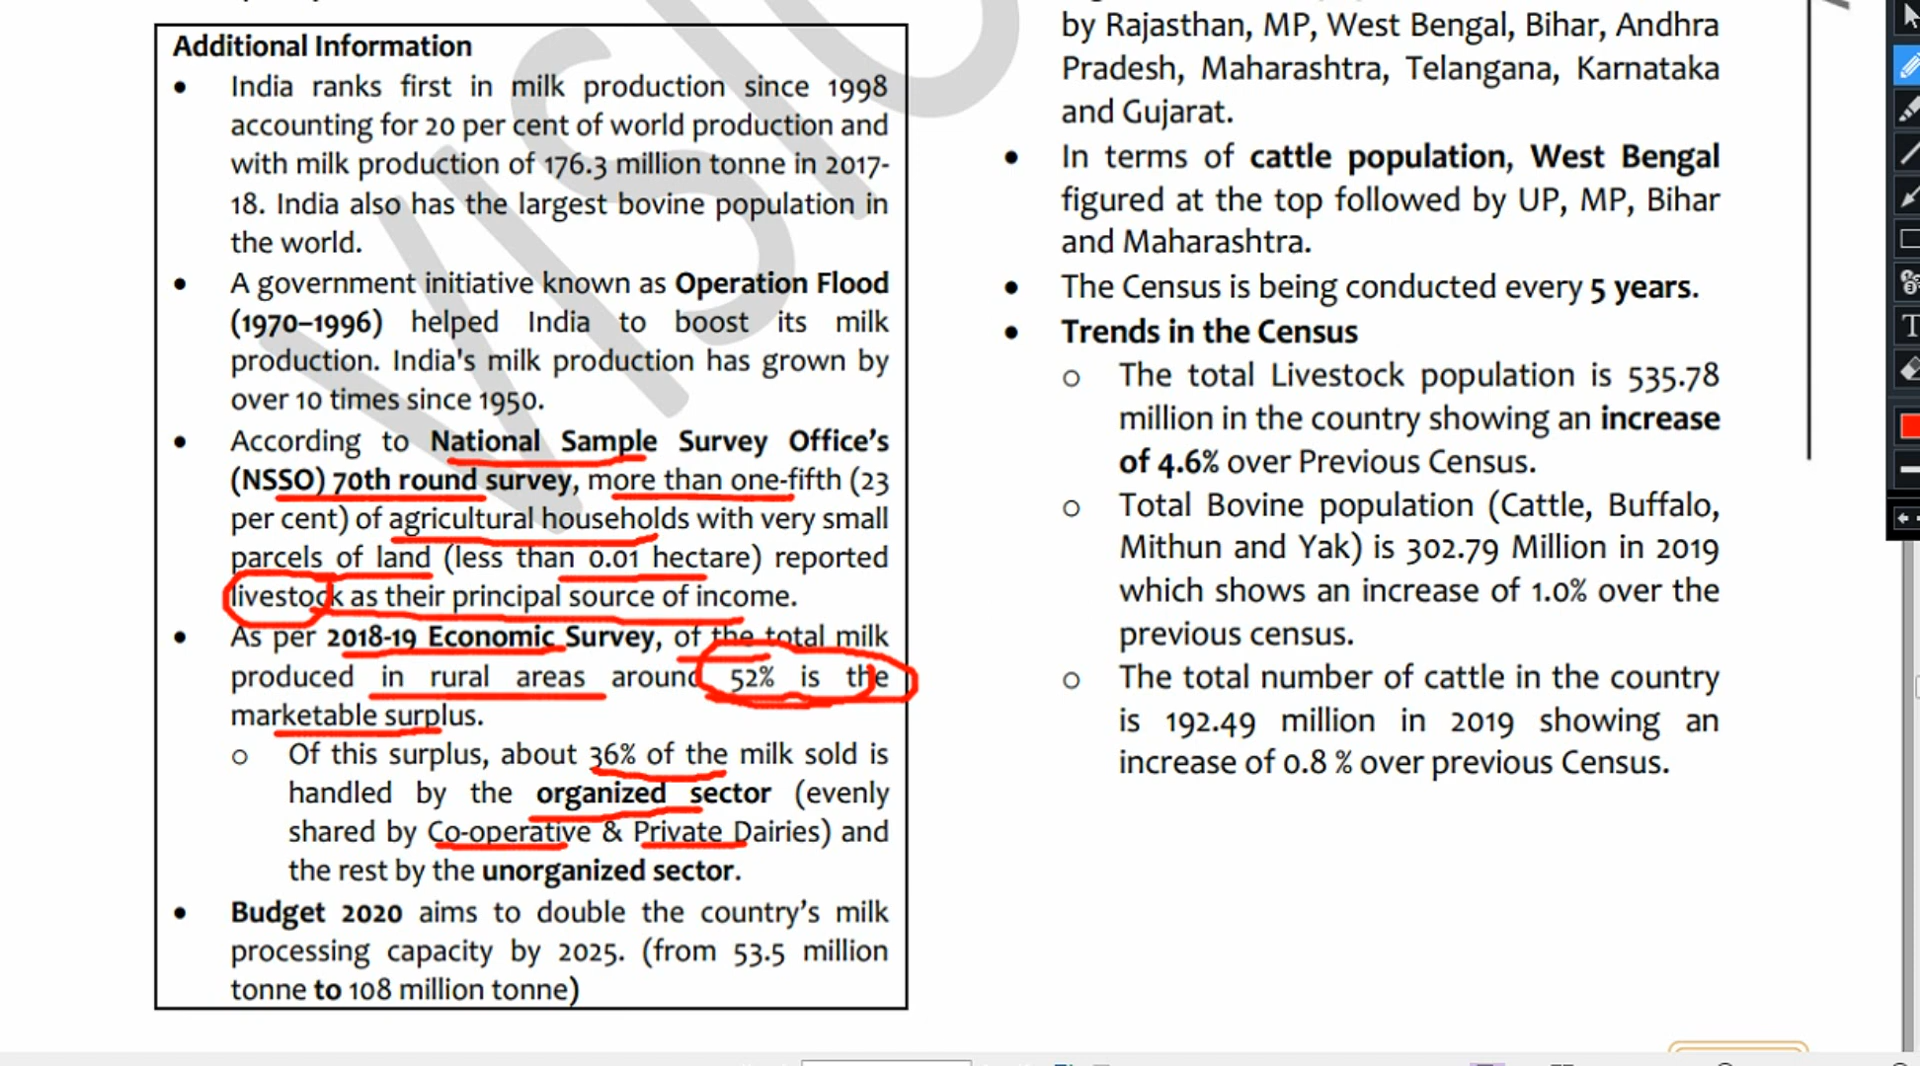 Additional Information
• India ranks first in milk production since 1998
accounting for 20 per cent of world production and
with milk production of 176.3 million tonne in 2017-
18. India also has the largest bovine population in
the world.
• A government initiative known as Operation Flood
(1970–1996) helped India to boost its milk
production. India's milk production has grown by
over 10 times since 1950.
• According to National Sample Survey Office's
(NSSO) 70th round survey, more than one-fifth (23
per cent) of agricultural households with very small
parcels of land (less than 0.01 hectare) reported
livestock as their principal source of income.
• As per 2018-19 Economic Survey, of the total milk
produced in rural areas around 52% is the
marketable surplus.
o Of this surplus, about 36% of the milk sold is
handled by the organized sector (evenly
shared by Co-operative & Private Dairies) and
the rest by the unorganized sector.
• Budget 2020 aims to double the country's milk
processing capacity by 2025. (from 53.5 million
tonne to 108 million tonne)
by Rajasthan, MP, West Bengal, Bihar, Andhra
Pradesh, Maharashtra, Telangana, Karnataka
and Gujarat.
• In terms of cattle population, West Bengal
figured at the top followed by UP, MP, Bihar
and Maharashtra.
• The Census is being conducted every 5 years.
• Trends in the Census
o The total Livestock population is 535.78
million in the country showing an increase
of 4.6% over Previous Census.
o Total Bovine population (Cattle, Buffalo,
Mithun and Yak) is 302.79 Million in 2019
which shows an increase of 1.0% over the
previous census.
o The total number of cattle in the country
is 192.49 million in 2019 showing an
increase of 0.8 % over previous Census.